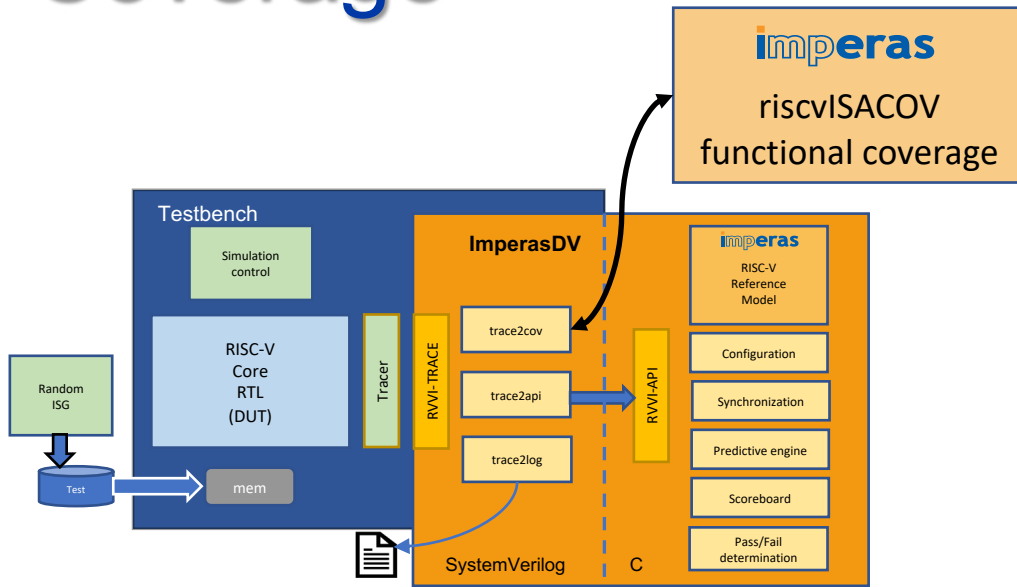 Coverage
imperas
riscvISACOV
functional coverage
Testbench
Simulation
control
ImperasDV
imperas
RISC-V
Reference
Model
RISC-V
Core
RTL
(DUT)
Tracer
RVVI-TRACE
trace2cov
trace2api
trace2log
RVVI-API
Configuration
Synchronization
Predictive engine
Scoreboard
Pass/Fail
determination
Random
ISG
Test
mem
SystemVerilog
C